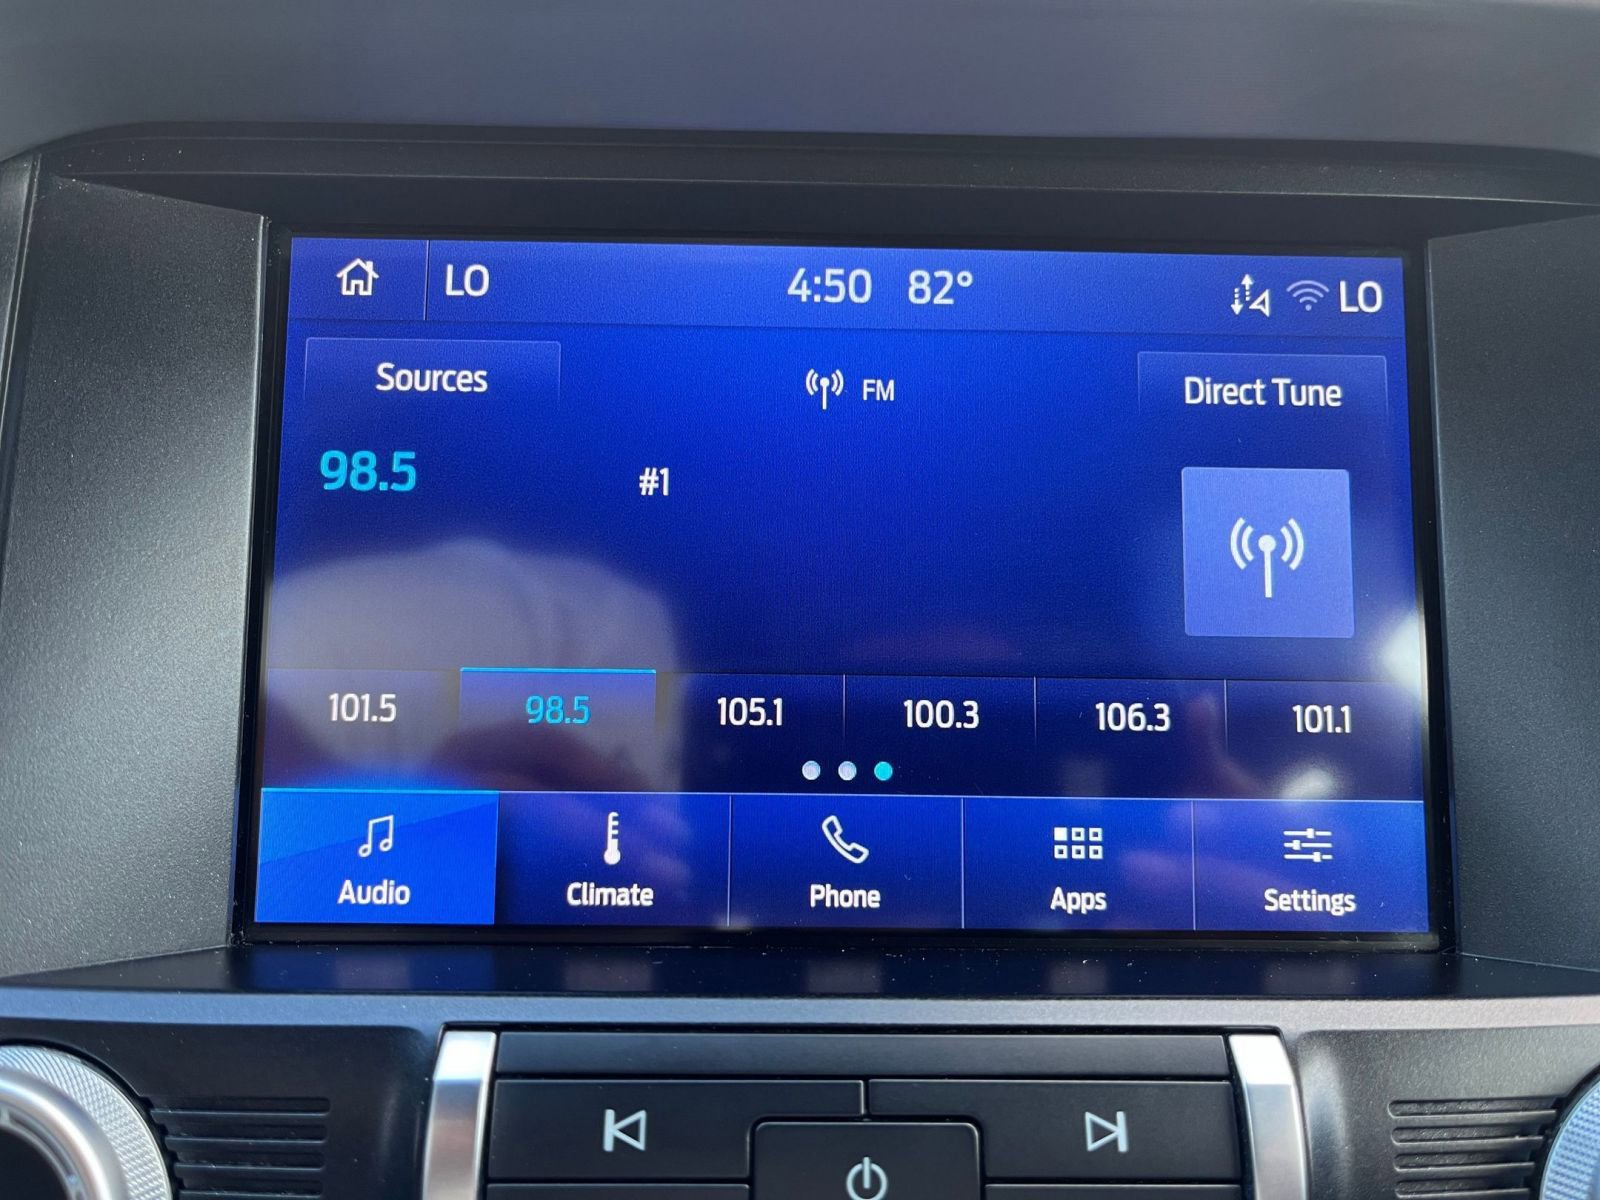 LO 4:50 82° LO
Sources FM Direct Tune
98.5 #1
101.5 98.5 105.1 100.3 106.3 101.1
Audio Climate Phone Apps Settings